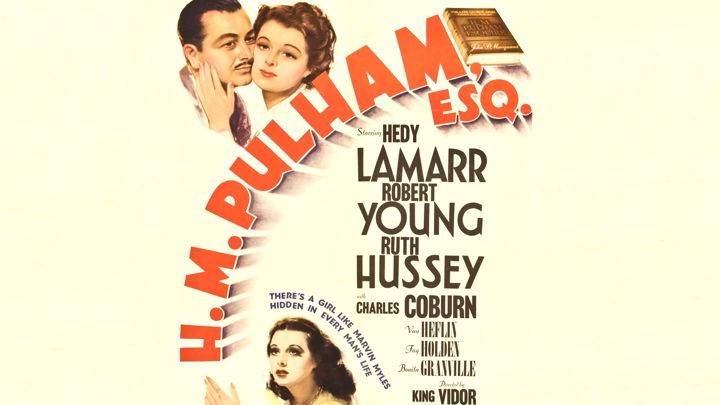 H.M. PULHAM,
ESQ.
Starring HEDY
LAMARR
ROBERT
YOUNG
RUTH
HUSSEY
with
CHARLES COBURN
Van HEFLIN
Fay HOLDEN
Bonita GRANVILLE
Directed by
KING VIDOR
THERE'S A GIRL LIKE MARVIN MYLES
HIDDEN IN EVERY MAN'S LIFE